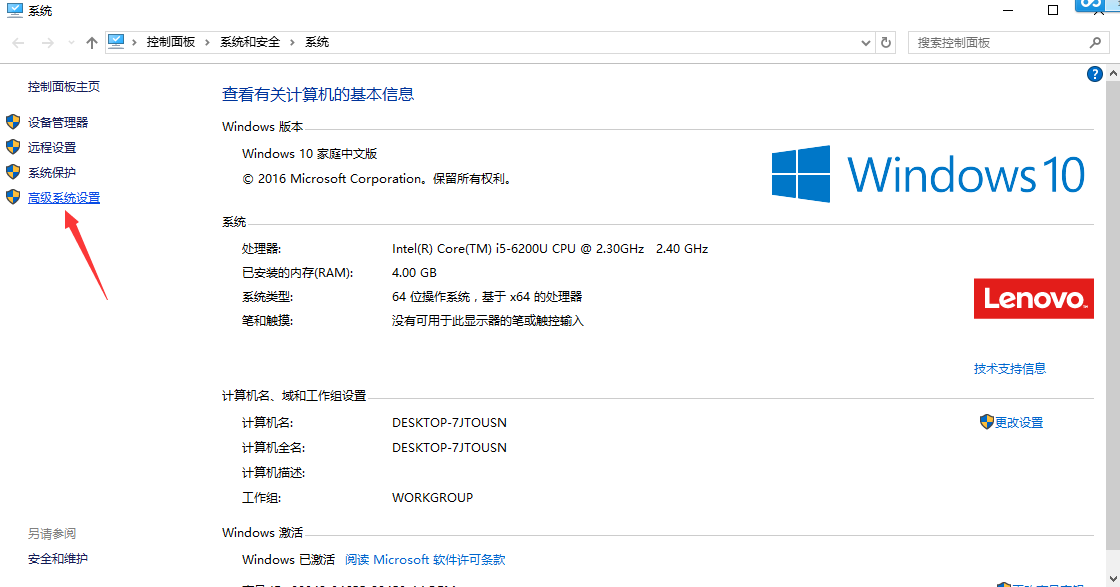 系统
控制面板 › 系统和安全 › 系统
搜索控制面板
控制面板主页
设备管理器
远程设置
系统保护
高级系统设置
另请参阅
安全和维护
?
查看有关计算机的基本信息
Windows 版本
Windows 10 家庭中文版
© 2016 Microsoft Corporation。保留所有权利。
Windows 10
系统
处理器: Intel(R) Core(TM) i5-6200U CPU @ 2.30GHz 2.40 GHz
已安装的内存(RAM): 4.00 GB
系统类型: 64 位操作系统，基于 x64 的处理器
笔和触摸: 没有可用于此显示器的笔或触控输入
Lenovo
技术支持信息
计算机名、域和工作组设置
计算机名: DESKTOP-7JTOUSN
更改设置
计算机全名: DESKTOP-7JTOUSN
计算机描述:
工作组: WORKGROUP
Windows 激活
Windows 已激活 阅读 Microsoft 软件许可条款